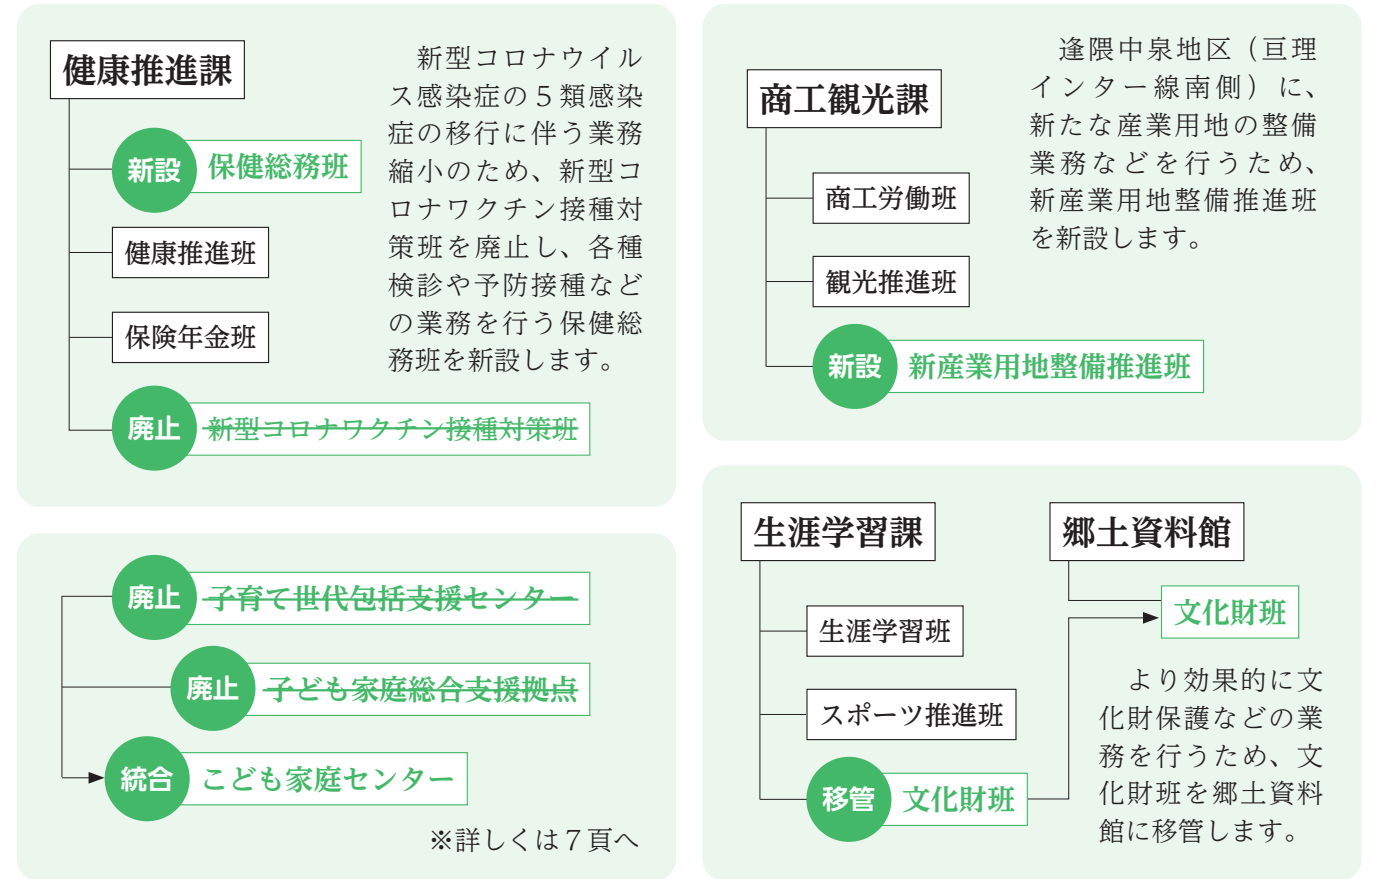 健康推進課
新設 保健総務班
健康推進班
保険年金班
廃止 新型コロナワクチン接種対策班
新型コロナウイル
ス感染症の５類感染
症の移行に伴う業務
縮小のため、新型コ
ロナワクチン接種対
策班を廃止し、各種
検診や予防接種など
の業務を行う保健総
務班を新設します。
商工観光課
商工労働班
観光推進班
新設 新産業用地整備推進班
逢隈中泉地区（亘理
インター線南側）に、
新たな産業用地の整備
業務などを行うため、
新産業用地整備推進班
を新設します。
廃止 子育て世代包括支援センター
廃止 子ども家庭総合支援拠点
統合 こども家庭センター
※詳しくは７頁へ
生涯学習課
生涯学習班
スポーツ推進班
移管 文化財班
郷土資料館
文化財班
より効果的に文
化財保護などの業
務を行うため、文
化財班を郷土資料
館に移管します。